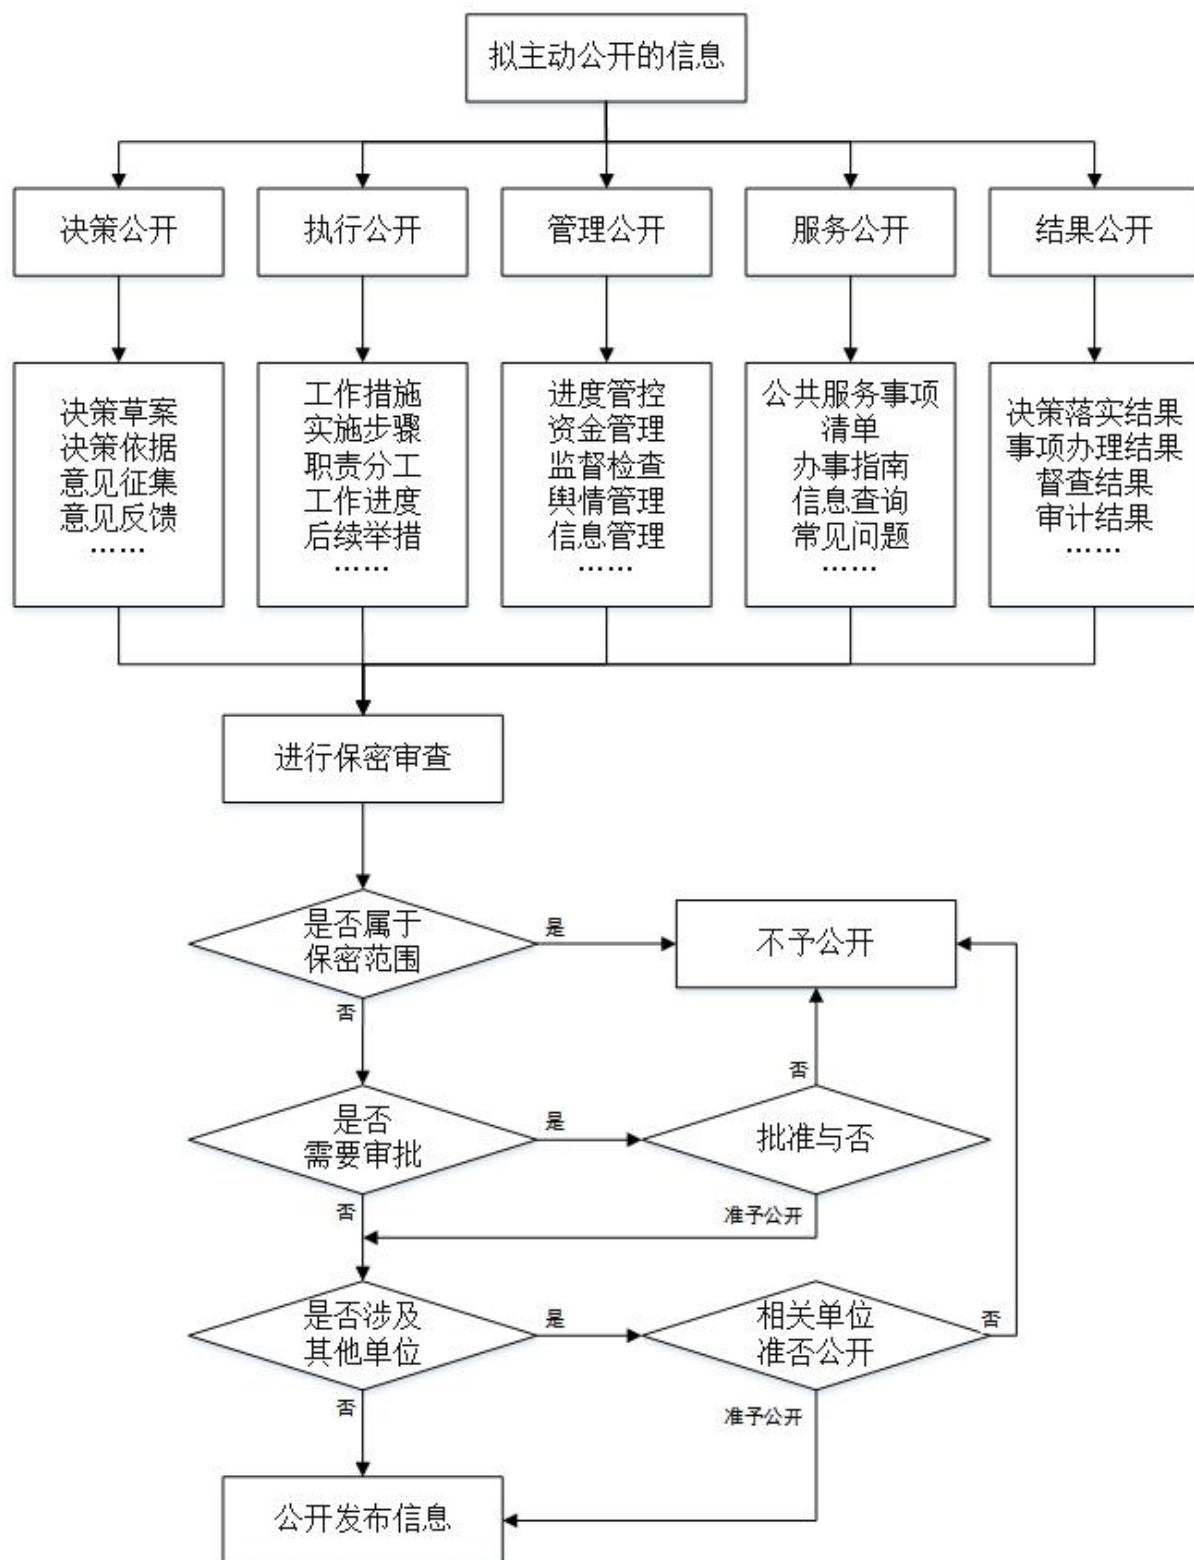 拟主动公开的信息
决策公开
执行公开
管理公开
服务公开
结果公开
决策草案
决策依据
意见征集
意见反馈
……
工作措施
实施步骤
职责分工
工作进度
后续举措
……
进度管控
资金管理
监督检查
舆情管理
信息管理
……
公共服务事项
清单
办事指南
信息查询
常见问题
……
决策落实结果
事项办理结果
督查结果
审计结果
……
进行保密审查
是否属于
保密范围
是
不予公开
否
否
是否
需要审批
是
批准与否
否
准予公开
是否涉及
其他单位
是
相关单位
准否公开
否
否
准予公开
公开发布信息